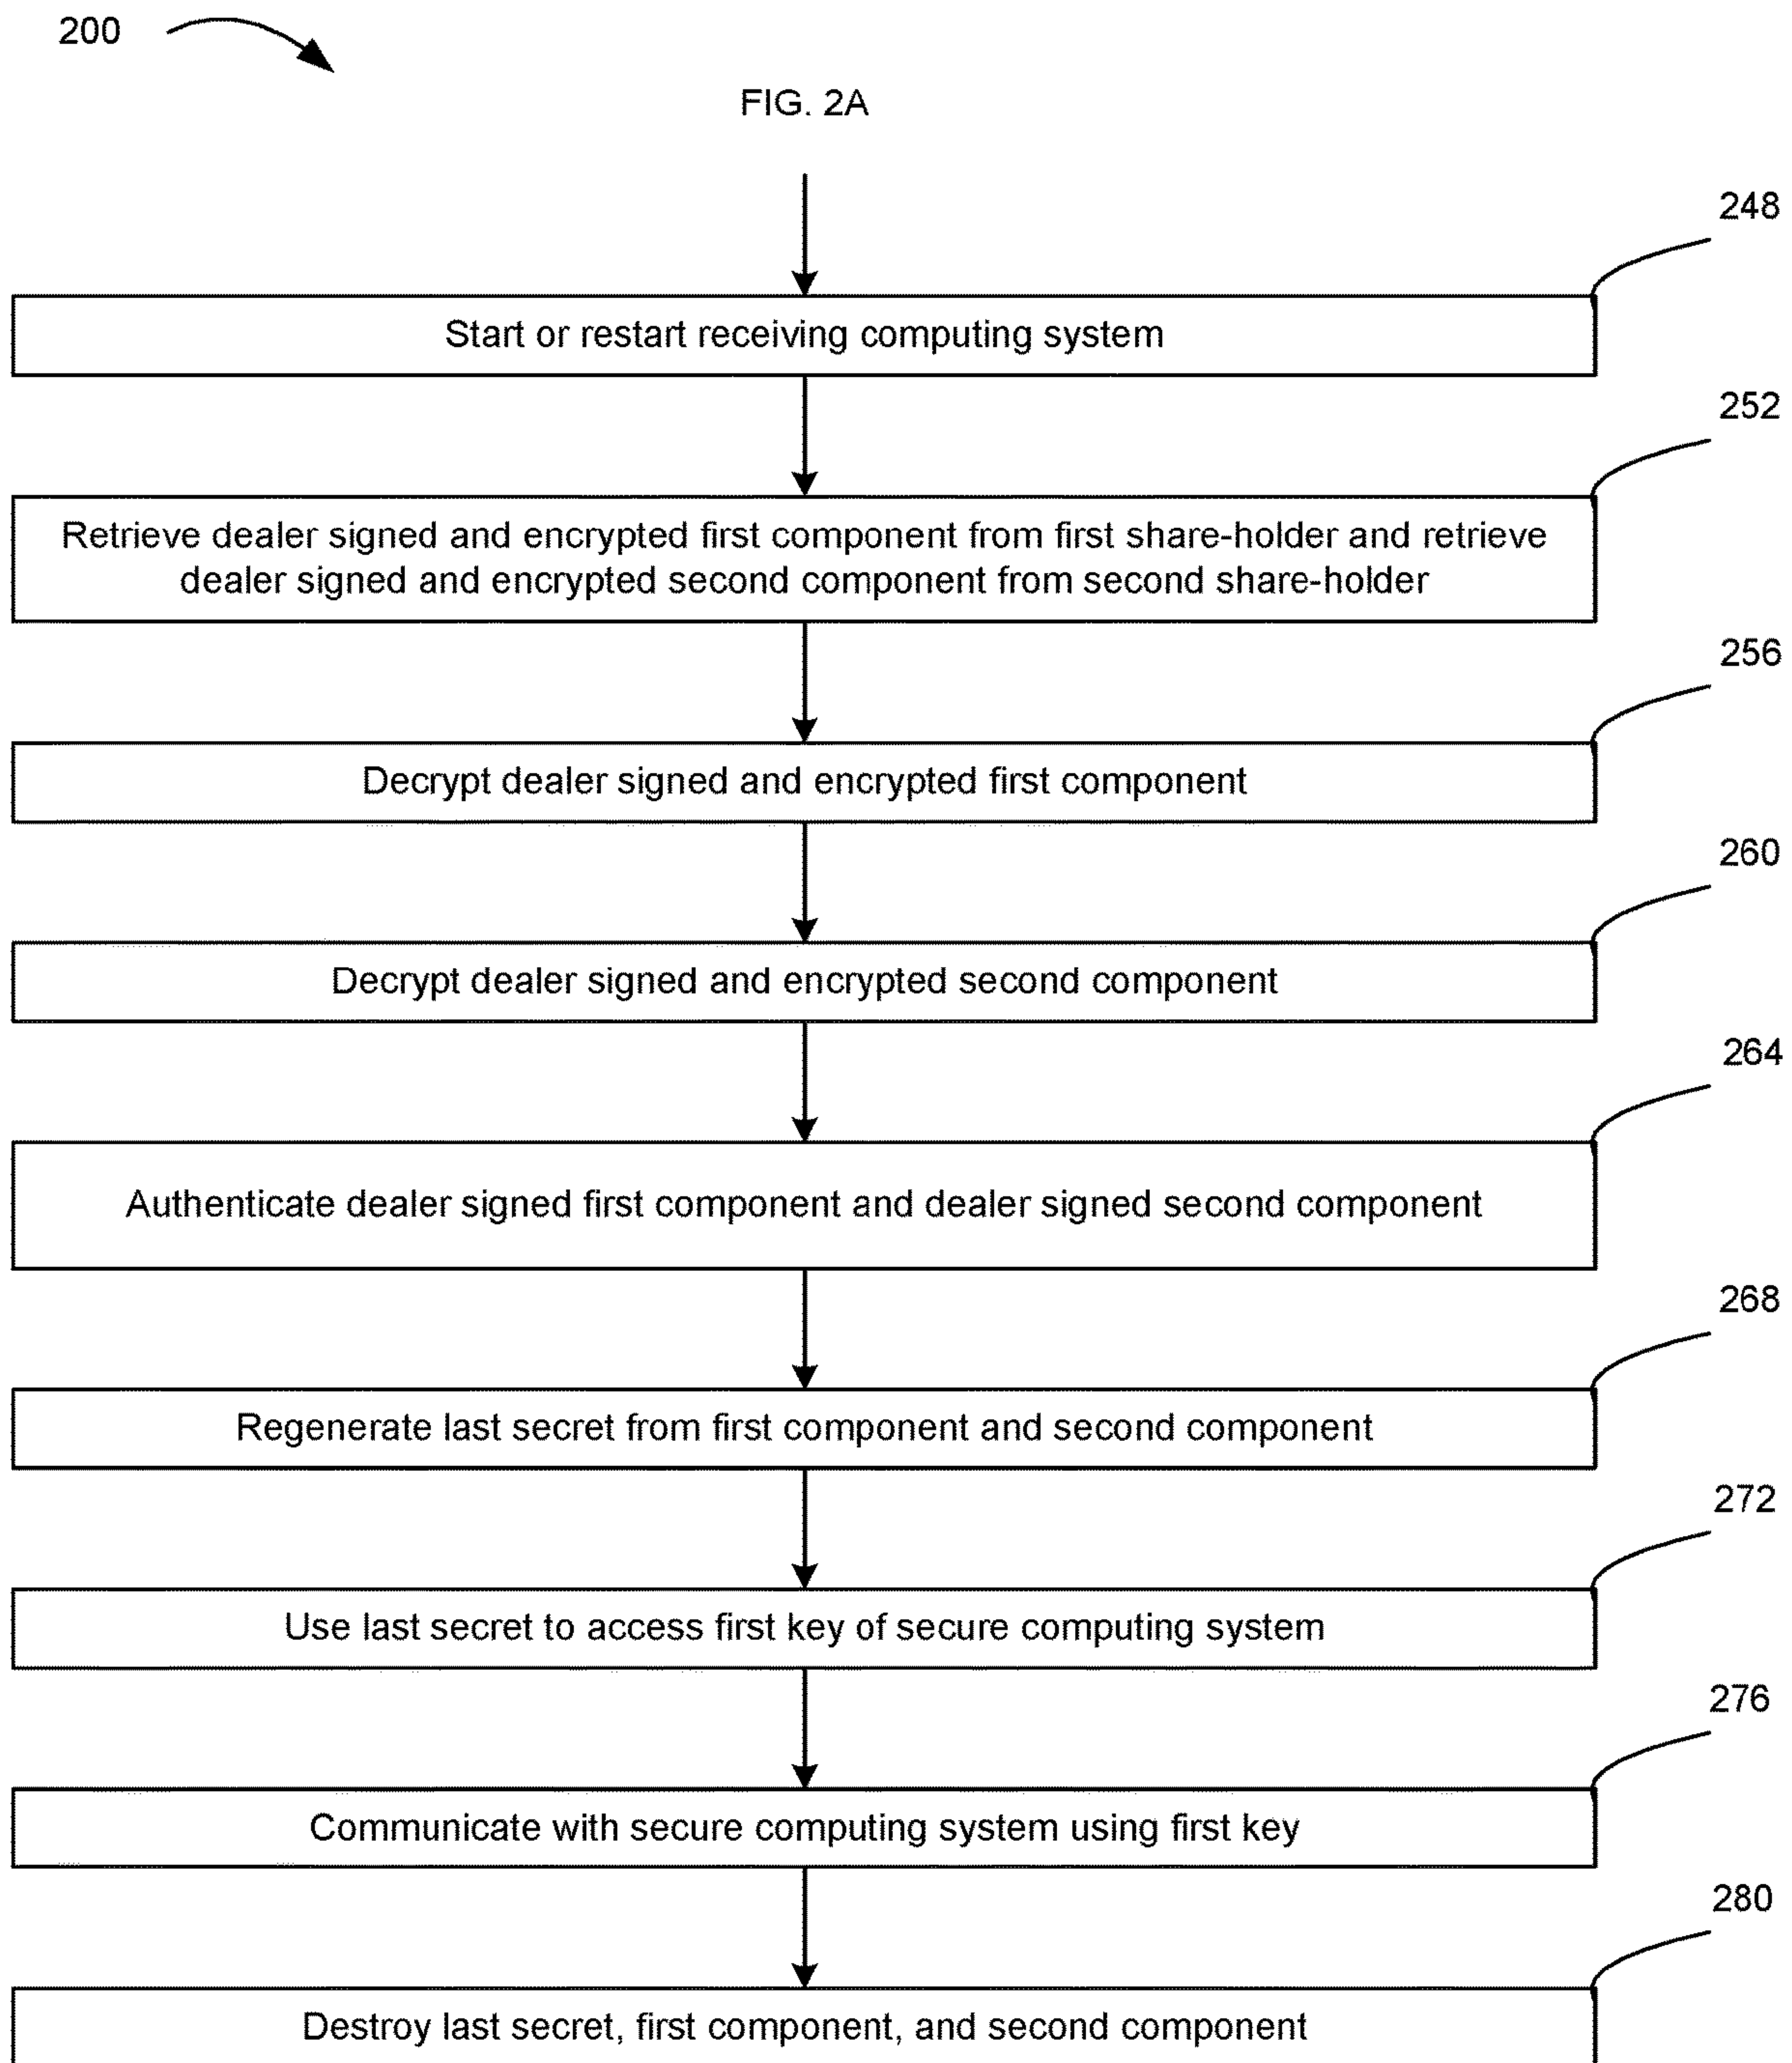 200
FIG. 2A
248
Start or restart receiving computing system
252
Retrieve dealer signed and encrypted first component from first share-holder and retrieve
dealer signed and encrypted second component from second share-holder
256
Decrypt dealer signed and encrypted first component
260
Decrypt dealer signed and encrypted second component
264
Authenticate dealer signed first component and dealer signed second component
268
Regenerate last secret from first component and second component
272
Use last secret to access first key of secure computing system
276
Communicate with secure computing system using first key
280
Destroy last secret, first component, and second component